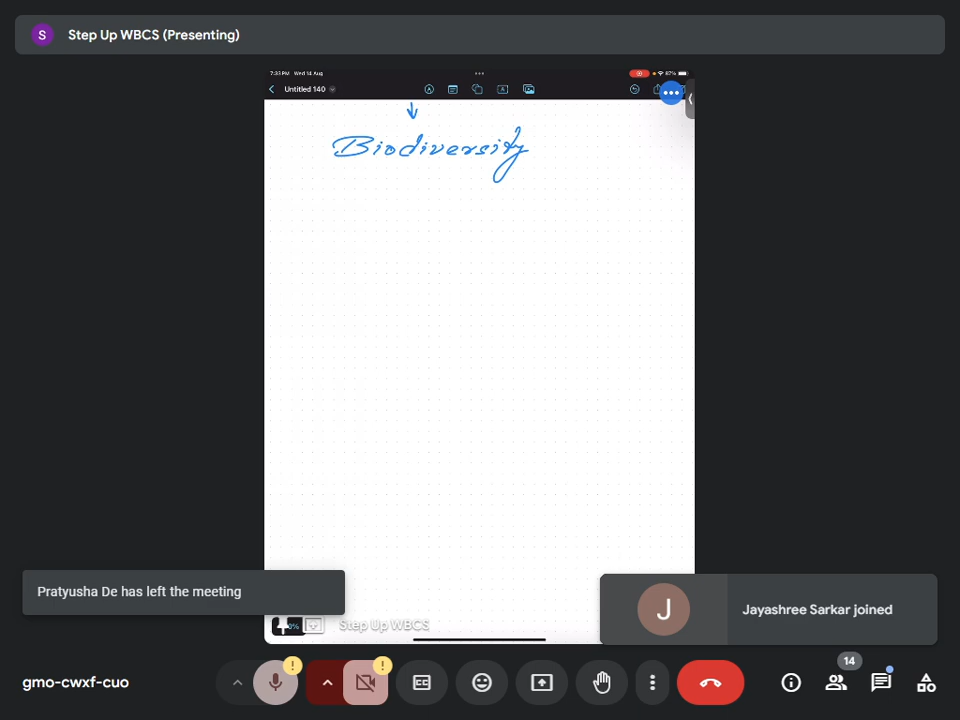 S Step Up WBCS (Presenting)
7:33 PM Wed 14 Aug
87%
Untitled 140
Biodiversity
Pratyusha De has left the meeting
J Jayashree Sarkar joined
Step Up WBCS
gmo-cwxf-cuo
14